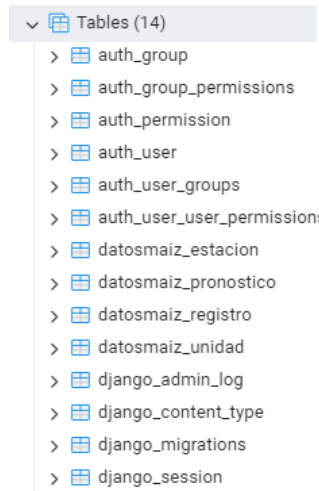 Tables (14)
auth_group
auth_group_permissions
auth_permission
auth_user
auth_user_groups
auth_user_user_permissions
datosmaiz_estacion
datosmaiz_pronostico
datosmaiz_registro
datosmaiz_unidad
django_admin_log
django_content_type
django_migrations
django_session